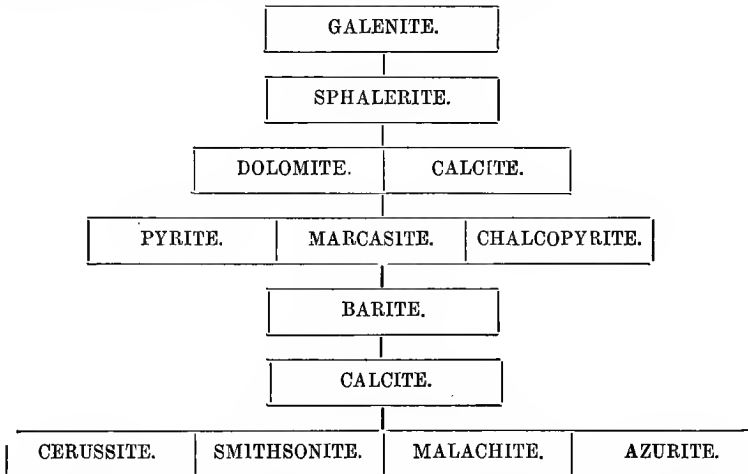 GALENITE.
SPHALERITE.
DOLOMITE. CALCITE.
PYRITE. MARCASITE. CHALCOPYRITE.
BARITE.
CALCITE.
CERUSSITE. SMITHSONITE. MALACHITE. AZURITE.